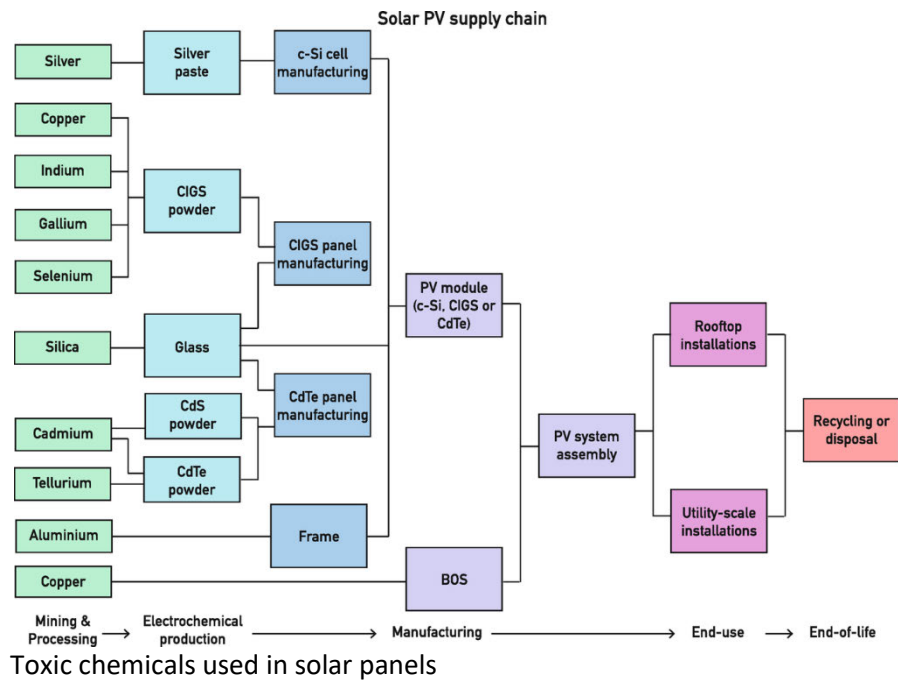 Solar PV supply chain
Silver
Silver
paste
c-Si cell
manufacturing
Copper
Indium
Gallium
Selenium
CIGS
powder
CIGS panel
manufacturing
Silica
Glass
CdTe panel
manufacturing
Cadmium
CdS
powder
Tellurium
CdTe
powder
Aluminium
Frame
Copper
BOS
PV module
(c-Si, CIGS or
CdTe)
PV system
assembly
Rooftop
installations
Utility-scale
installations
Recycling or
disposal
Mining &
Processing
Electrochemical
production
Manufacturing
End-use
End-of-life
Toxic chemicals used in solar panels